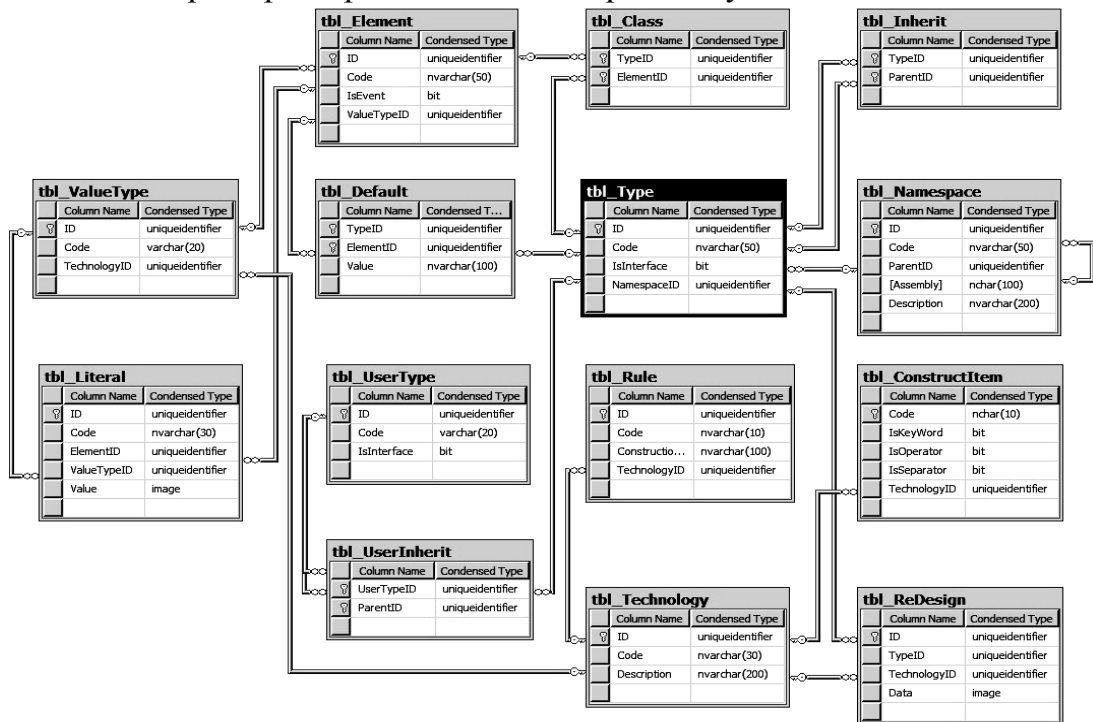 tbl_Element
Column Name Condensed Type
ID uniqueidentifier
Code nvarchar(50)
IsEvent bit
ValueTypeID uniqueidentifier
tbl_Class
Column Name Condensed Type
TypeID uniqueidentifier
ElementID uniqueidentifier
tbl_Inherit
Column Name Condensed Type
TypeID uniqueidentifier
ParentID uniqueidentifier
tbl_ValueType
Column Name Condensed Type
ID uniqueidentifier
Code varchar(20)
TechnologyID uniqueidentifier
tbl_Default
Column Name Condensed T...
TypeID uniqueidentifier
ElementID uniqueidentifier
Value nvarchar(100)
tbl_Type
Column Name Condensed Type
ID uniqueidentifier
Code nvarchar(50)
IsInterface bit
NamespaceID uniqueidentifier
tbl_Namespace
Column Name Condensed Type
ID uniqueidentifier
Code nvarchar(50)
ParentID uniqueidentifier
[Assembly] nchar(100)
Description nvarchar(200)
tbl_Literal
Column Name Condensed Type
ID uniqueidentifier
Code nvarchar(30)
ElementID uniqueidentifier
ValueTypeID uniqueidentifier
Value image
tbl_UserType
Column Name Condensed Type
ID uniqueidentifier
Code varchar(20)
IsInterface bit
tbl_Rule
Column Name Condensed Type
ID uniqueidentifier
Code nvarchar(10)
Constructio... nvarchar(100)
TechnologyID uniqueidentifier
tbl_ConstructItem
Column Name Condensed Type
Code nchar(10)
IsKeyWord bit
IsOperator bit
IsSeparator bit
TechnologyID uniqueidentifier
tbl_UserInherit
Column Name Condensed Type
UserTypeID uniqueidentifier
ParentID uniqueidentifier
tbl_Technology
Column Name Condensed Type
ID uniqueidentifier
Code nvarchar(30)
Description nvarchar(200)
tbl_ReDesign
Column Name Condensed Type
ID uniqueidentifier
TypeID uniqueidentifier
TechnologyID uniqueidentifier
Data image